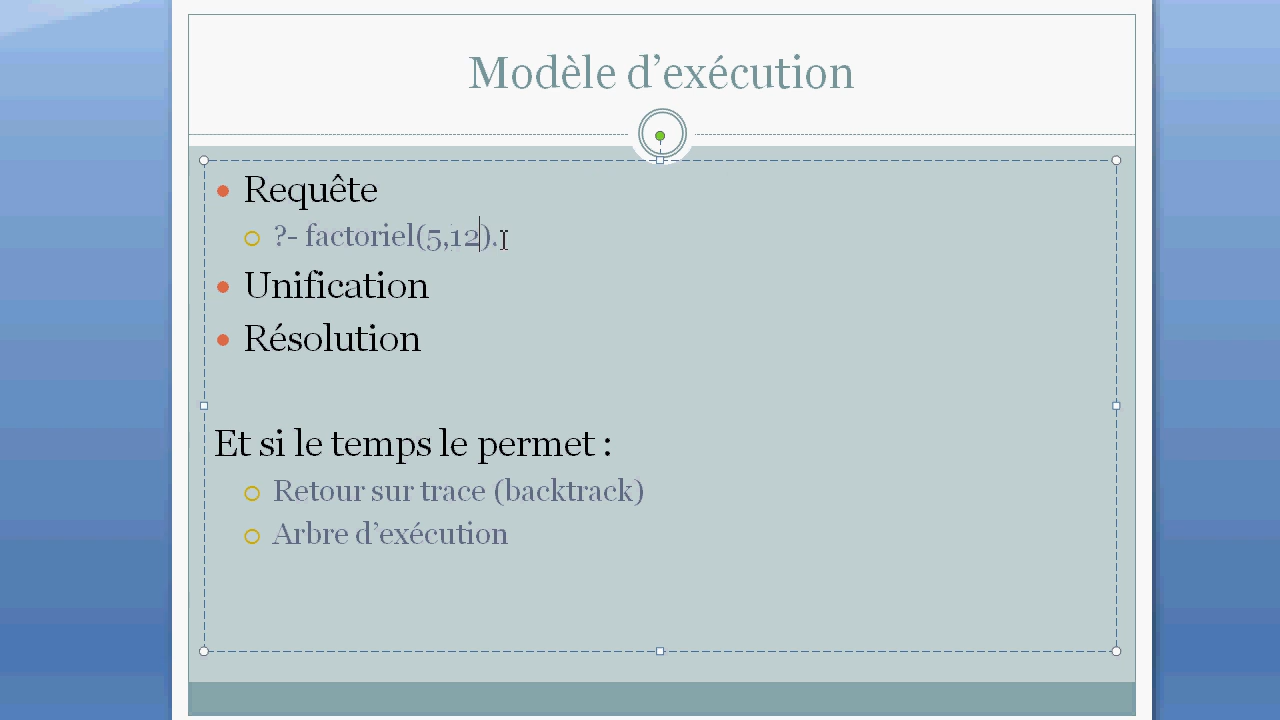 Modèle d’exécution
Requête
?- factoriel(5,12).
Unification
Résolution
Et si le temps le permet :
Retour sur trace (backtrack)
Arbre d’exécution